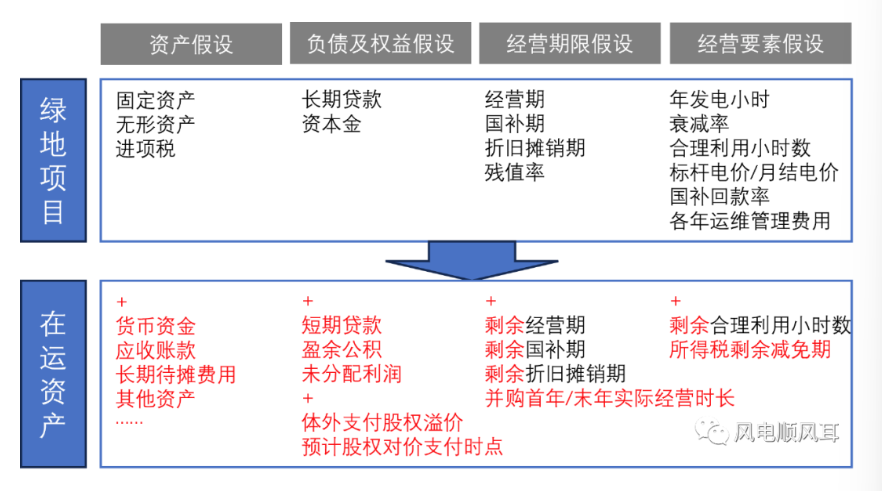 资产假设
负债及权益假设
经营期限假设
经营要素假设
绿地项目
固定资产
无形资产
进项税
长期贷款
资本金
经营期
国补期
折旧摊销期
残值率
年发电小时
衰减率
合理利用小时数
标杆电价/月结电价
国补回款率
各年运维管理费用
在运资产
+
货币资金
应收账款
长期待摊费用
其他资产
……
+
短期贷款
盈余公积
未分配利润
+
体外支付股权溢价
预计股权对价支付时点
+
剩余经营期
剩余国补期
剩余折旧摊销期
并购首年/末年实际经营时长
+
剩余合理利用小时数
所得税剩余减免期
风电顺风耳